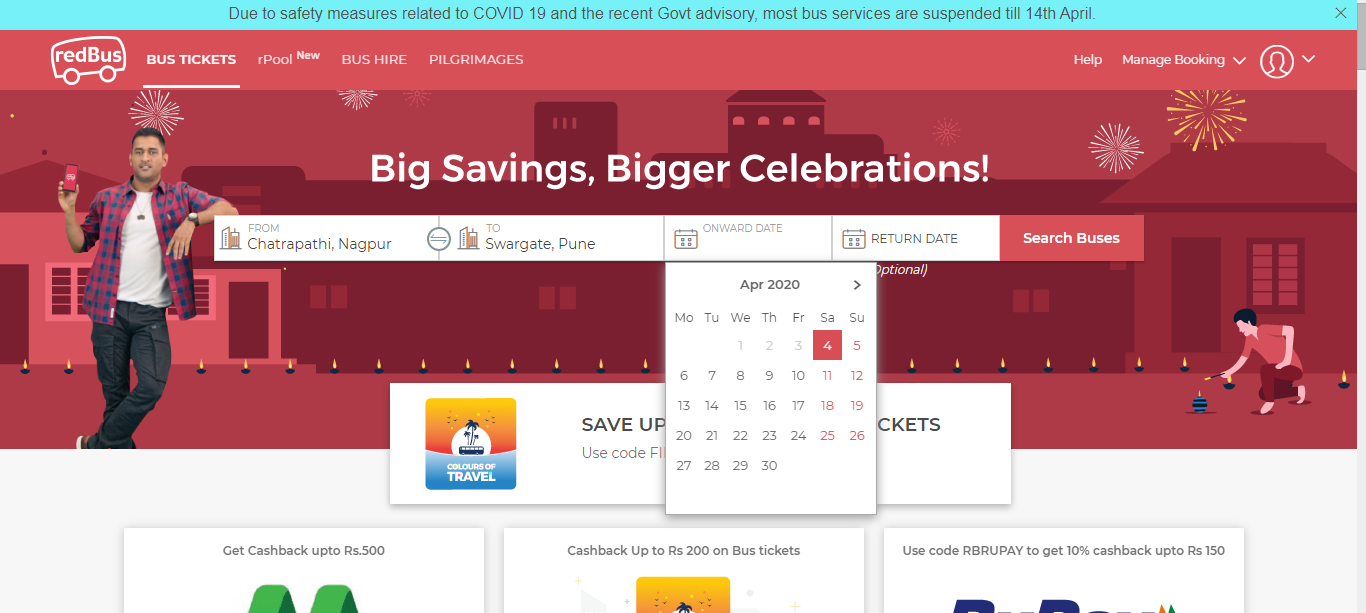 Due to safety measures related to COVID 19 and the recent Govt advisory, most bus services are suspended till 14th April.
redBus
BUS TICKETS rPool New BUS HIRE PILGRIMAGES Help Manage Booking
Big Savings, Bigger Celebrations!
FROM
Chatrapathi, Nagpur
TO
Swargate, Pune
ONWARD DATE
RETURN DATE
Search Buses
Optional)
Apr 2020
Mo Tu We Th Fr Sa Su
1 2 3 4 5
6 7 8 9 10 11 12
13 14 15 16 17 18 19
20 21 22 23 24 25 26
27 28 29 30
COLOURS OF
TRAVEL
SAVE UP CKETS
Use code FI
Get Cashback upto Rs.500
Cashback Up to Rs 200 on Bus tickets
Use code RBRUPAY to get 10% cashback upto Rs 150